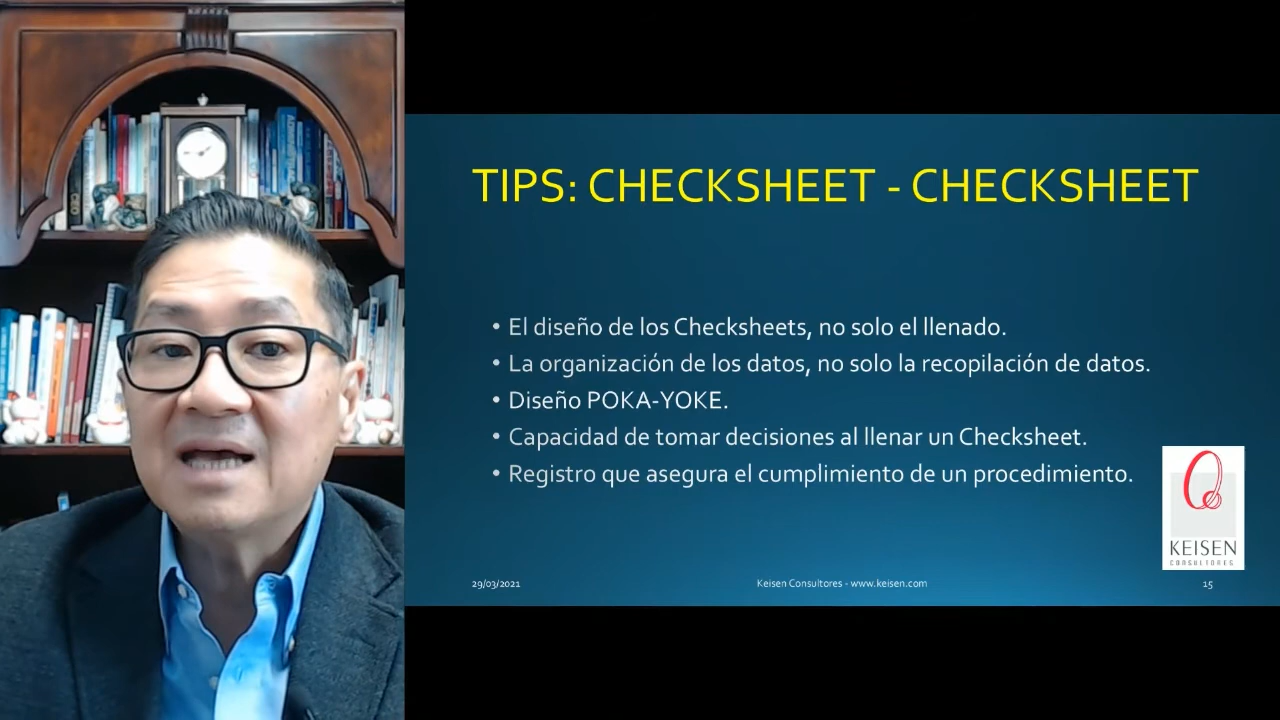 TIPS: CHECKSHEET - CHECKSHEET
• El diseño de los Checksheets, no solo el llenado.
• La organización de los datos, no solo la recopilación de datos.
• Diseño POKA-YOKE.
• Capacidad de tomar decisiones al llenar un Checksheet.
• Registro que asegura el cumplimiento de un procedimiento.
KEISEN
CONSULTORES
29/03/2021
Keisen Consultores - www.keisen.com
15